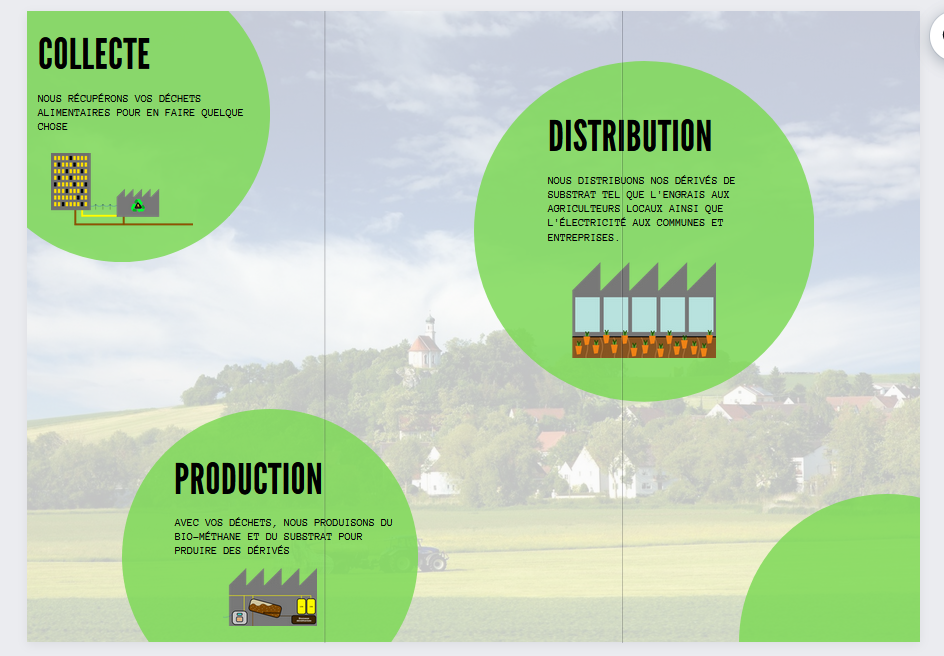 COLLECTE
NOUS RÉCUPÉRONS VOS DÉCHETS
ALIMENTAIRES POUR EN FAIRE QUELQUE
CHOSE
DISTRIBUTION
NOUS DISTRIBUONS NOS DÉRIVÉS DE
SUBSTRAT TEL QUE L'ENGRAIS AUX
AGRICULTEURS LOCAUX AINSI QUE
L'ÉLECTRICITÉ AUX COMMUNES ET
ENTREPRISES.
PRODUCTION
AVEC VOS DÉCHETS, NOUS PRODUISONS DU
BIO-MÉTHANE ET DU SUBSTRAT POUR
PRDUIRE DES DÉRIVÉS